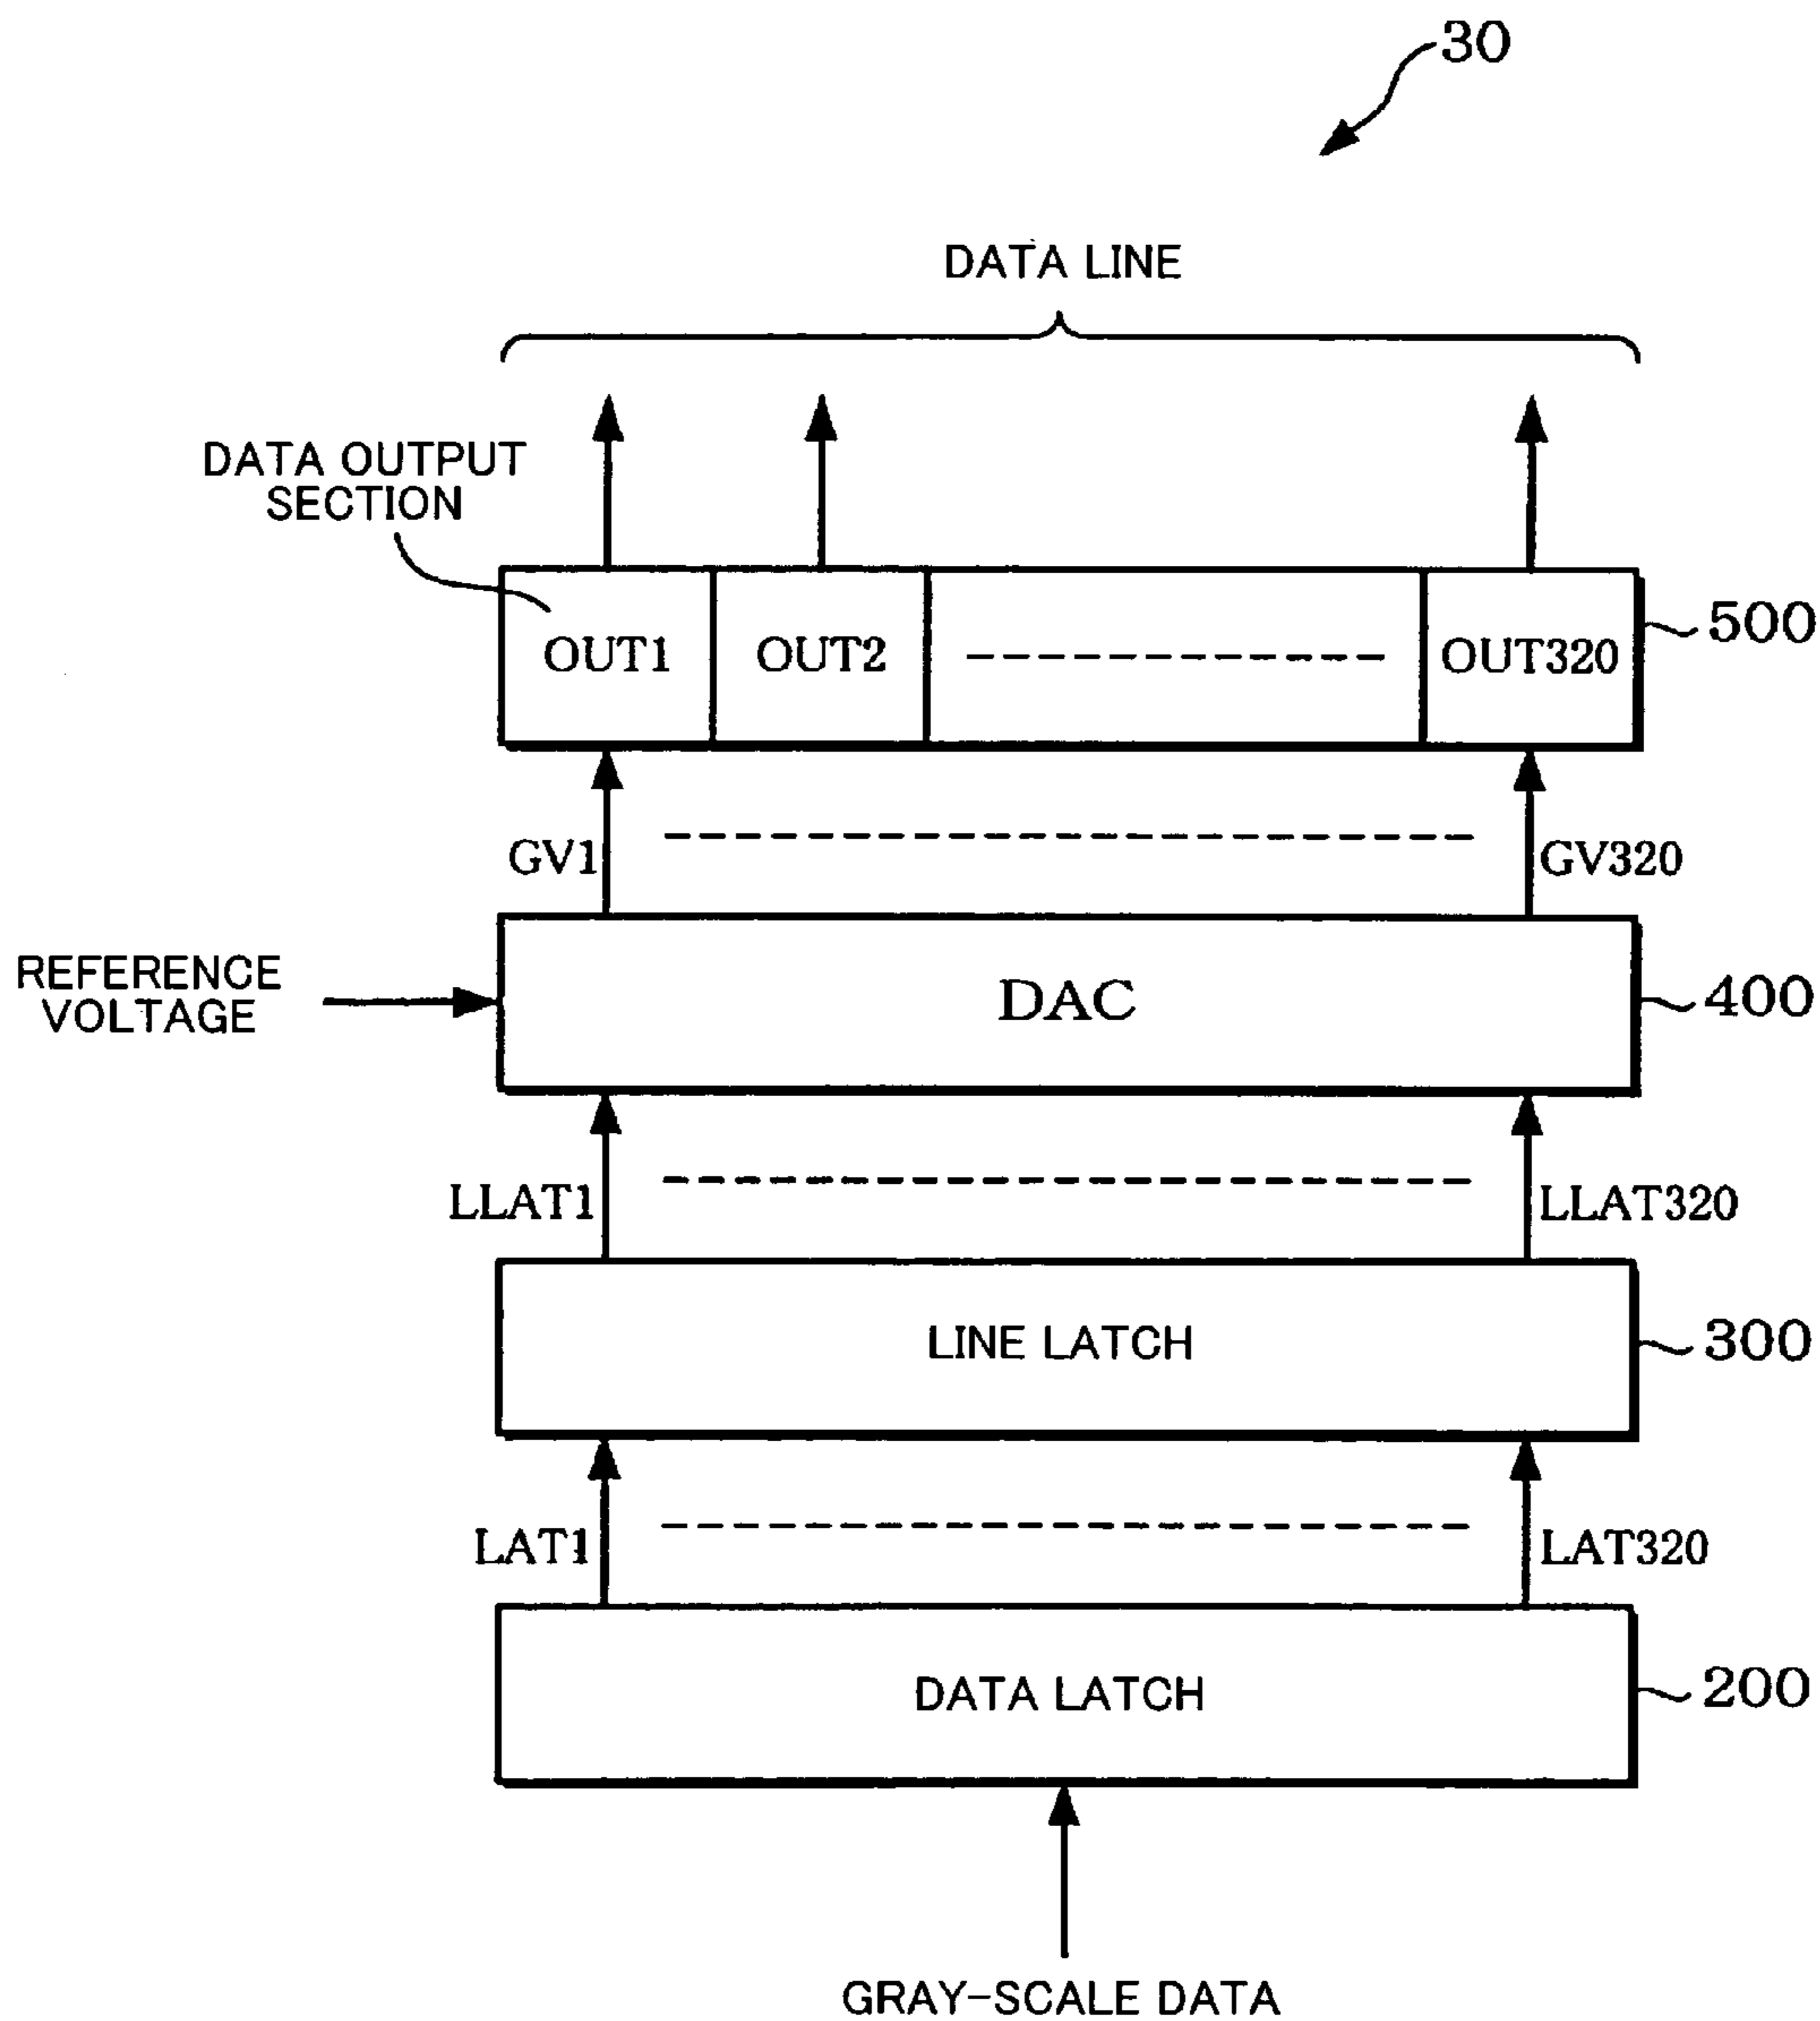 30
DATA LINE
DATA OUTPUT
SECTION
OUT1
OUT2
OUT320
500
GV1
GV320
REFERENCE
VOLTAGE
DAC
400
LLAT1
LLAT320
LINE LATCH
300
LAT1
LAT320
DATA LATCH
200
GRAY-SCALE DATA